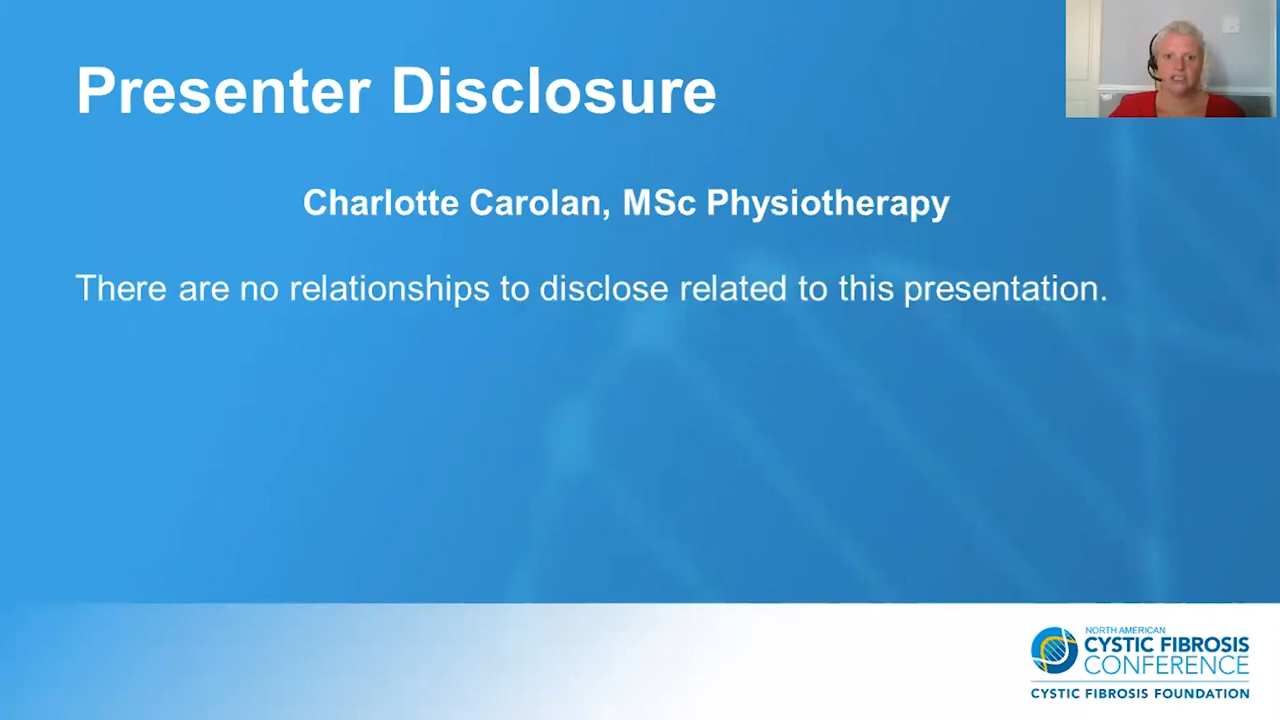 Presenter Disclosure
Charlotte Carolan, MSc Physiotherapy
There are no relationships to disclose related to this presentation.
NORTH AMERICAN
CYSTIC FIBROSIS
CONFERENCE
CYSTIC FIBROSIS FOUNDATION